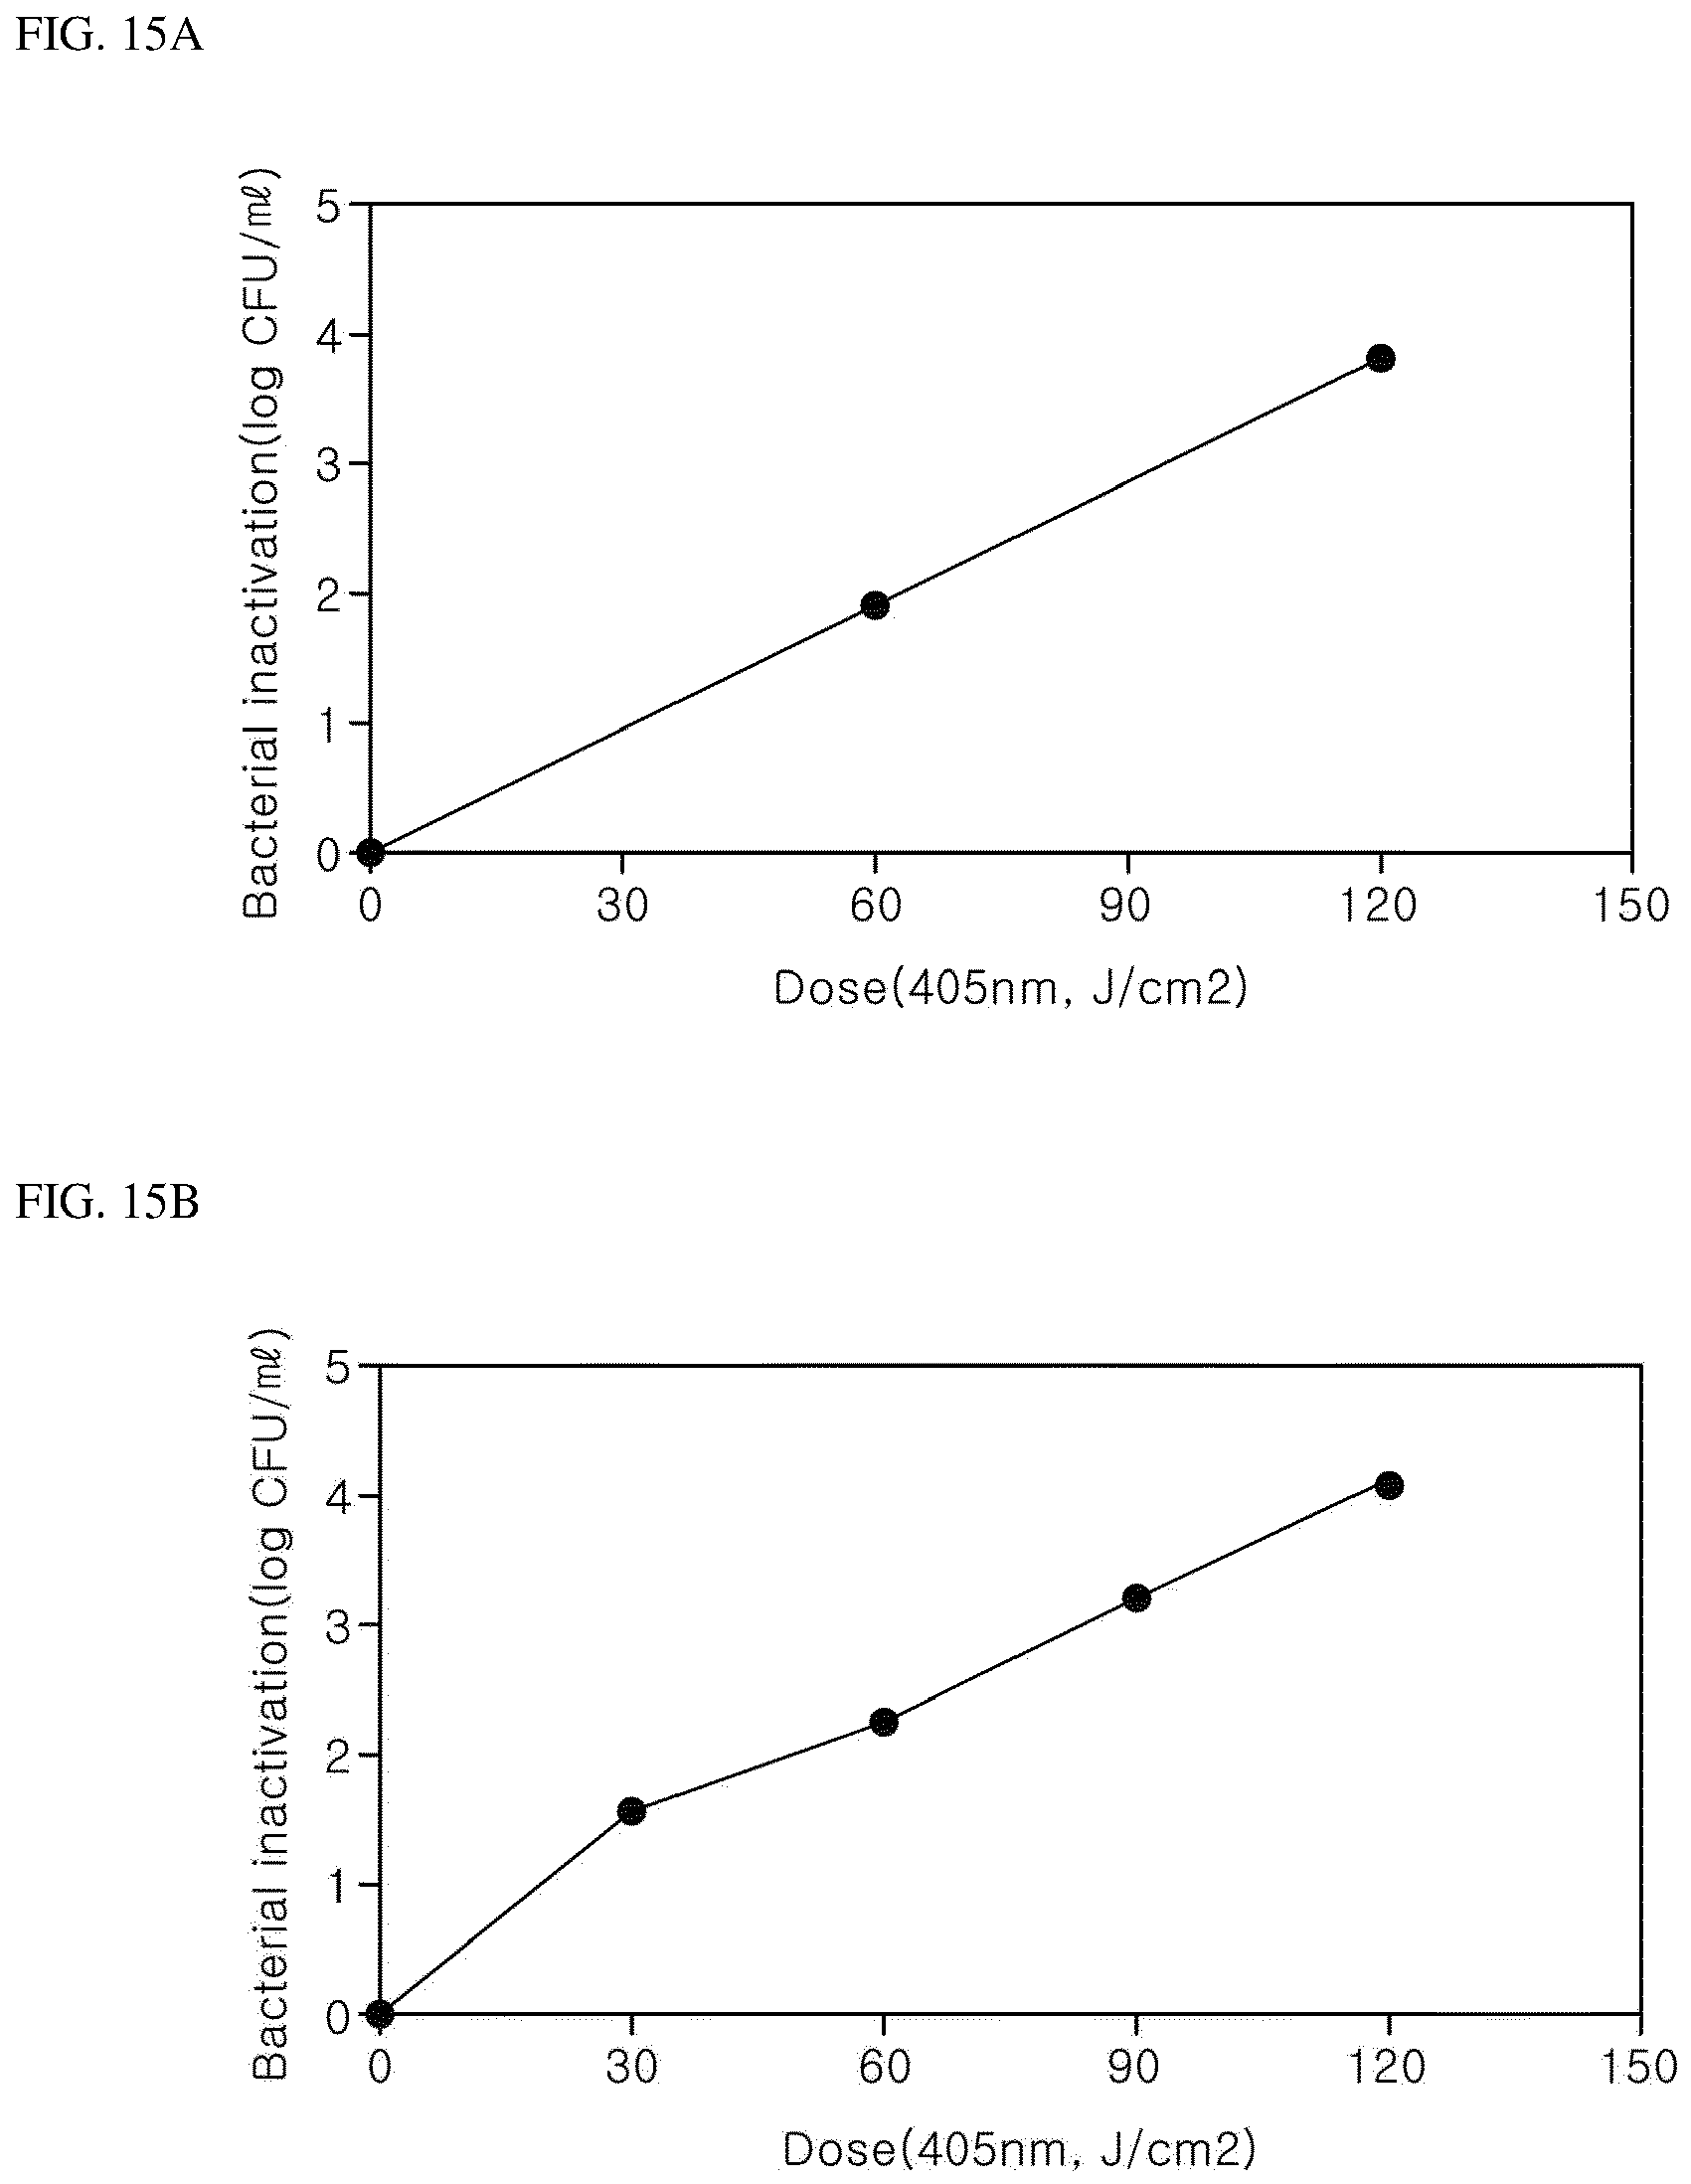 FIG. 15A
Bacterial inactivation(log CFU/㎖)
5
4
3
2
1
0
0 30 60 90 120 150
Dose(405nm, J/cm2)
FIG. 15B
Bacterial inactivation(log CFU/㎖)
5
4
3
2
1
0
0 30 60 90 120 150
Dose(405nm, J/cm2)